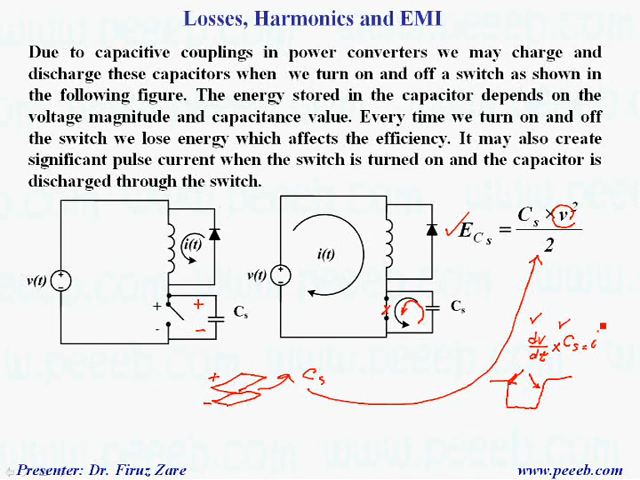 Losses, Harmonics and EMI
Due to capacitive couplings in power converters we may charge and
discharge these capacitors when we turn on and off a switch as shown in
the following figure. The energy stored in the capacitor depends on the
voltage magnitude and capacitance value. Every time we turn on and off
the switch we lose energy which affects the efficiency. It may also create
significant pulse current when the switch is turned on and the capacitor is
discharged through the switch.
v(t) + - i(t) + - + - Cs
v(t) + - i(t) Cs
E Cs = Cs × v² / 2
dv/dt × Cs =
+ - Cs
Presenter: Dr. Firuz Zare
www.peeeb.com